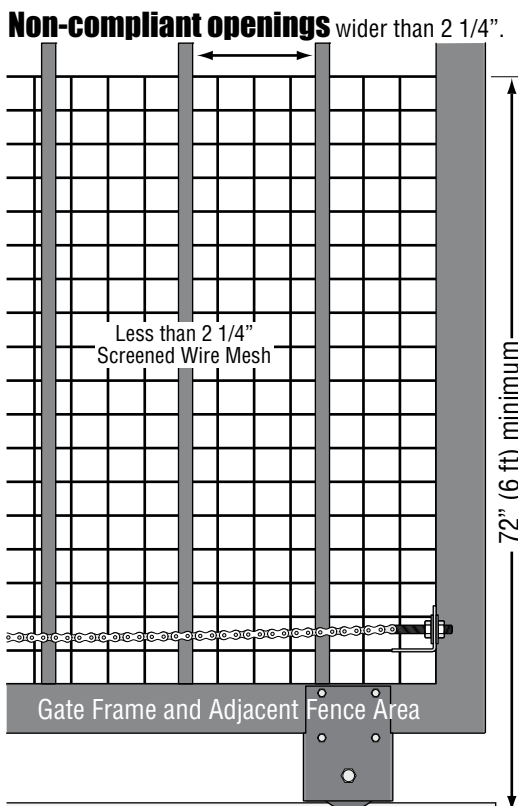 Non-compliant openings wider than 2 1/4”.
Less than 2 1/4”
Screened Wire Mesh
72” (6 ft) minimum
Gate Frame and Adjacent Fence Area